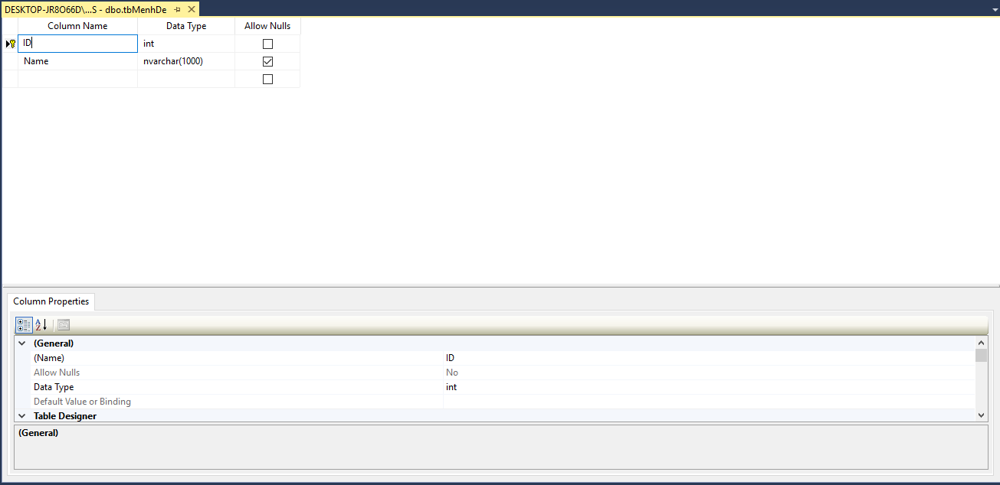 DESKTOP-JR8O66D\...S - dbo.tbMenhDe
Column Name Data Type Allow Nulls
ID int
Name nvarchar(1000)
Column Properties
(General)
(Name) ID
Allow Nulls No
Data Type int
Default Value or Binding
Table Designer
(General)